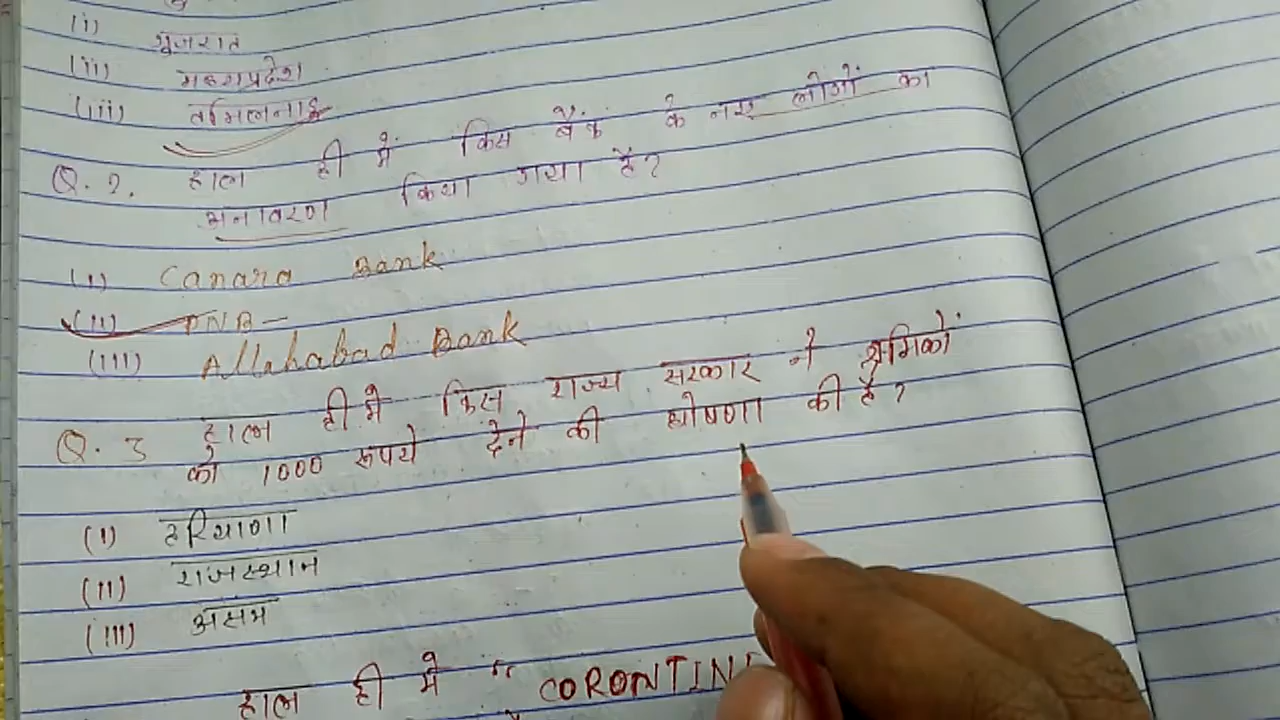 (i) गुजरात
(ii) मध्यप्रदेश
(iii) तमिलनाडु
Q. 2. हाल ही में किस बैंक के नए लोगों का
अनावरण किया गया है?
(i) Canara Bank
(ii) PNB -
(iii) Allahabad Bank
Q. 3 हाल ही मे किस राज्य सरकार ने श्रमिकों
को 1000 रूपये देने की घोषणा की है?
(i) हरियाणा
(ii) राजस्थान
(iii) असम
हाल ही में " CORONTINE